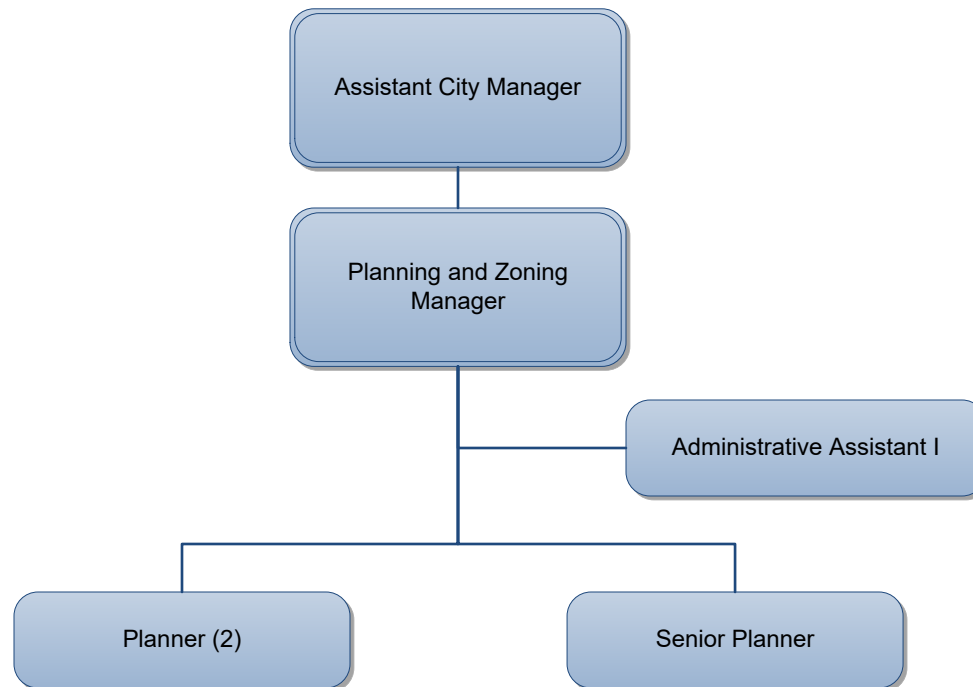 Assistant City Manager
Planning and Zoning
Manager
Administrative Assistant I
Planner (2)
Senior Planner